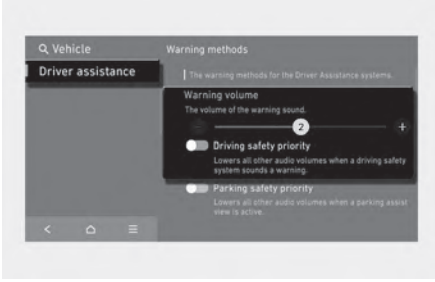 Vehicle
Warning methods
Driver assistance
The warning methods for the Driver Assistance systems.
Warning volume
The volume of the warning sound.
2
+
Driving safety priority
Lowers all other audio volumes when a driving safety
system sounds a warning.
Parking safety priority
Lowers all other audio volumes when a parking assist
view is active.